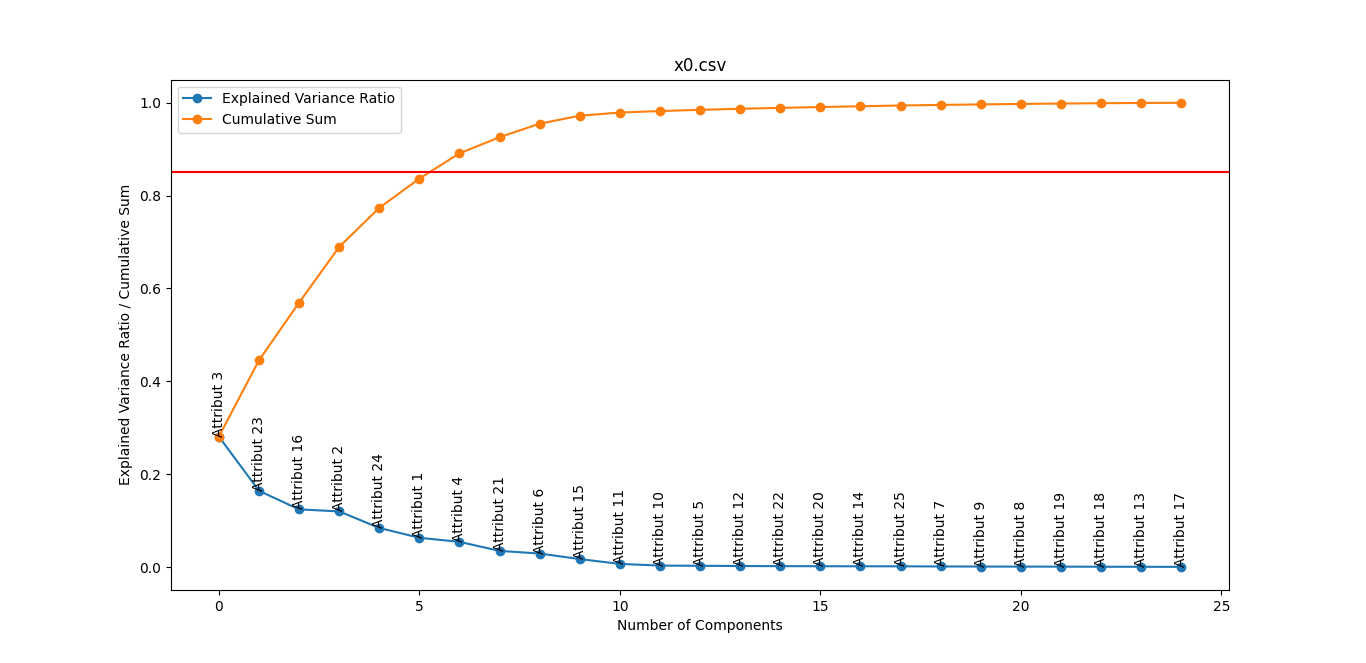 x0.csv
Explained Variance Ratio
Cumulative Sum
Explained Variance Ratio / Cumulative Sum
1.0
0.8
0.6
0.4
0.2
0.0
Attribut 3
Attribut 23
Attribut 16
Attribut 2
Attribut 24
Attribut 1
Attribut 4
Attribut 21
Attribut 6
Attribut 15
Attribut 11
Attribut 10
Attribut 5
Attribut 12
Attribut 22
Attribut 20
Attribut 14
Attribut 25
Attribut 7
Attribut 9
Attribut 8
Attribut 19
Attribut 18
Attribut 13
Attribut 17
0
5
10
15
20
25
Number of Components